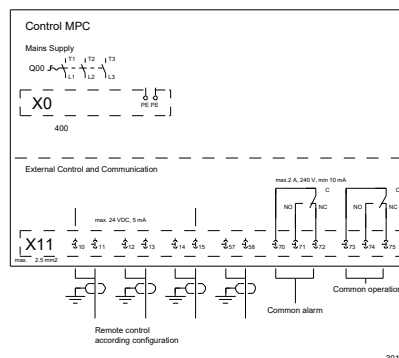 Control MPC
Mains Supply
T1 T2 T3
Q00
L1 L2 L3
X0
PE PE
400
External Control and Communication
max.2 A, 240 V, min 10 mA
C C
NO NC NO NC
max. 24 VDC, 5 mA
X11
10 11 12 13 14 15 57 58 70 71 72 73 74 75
max. 2.5 mm2
Common operation
Common alarm
Remote control
according configuration